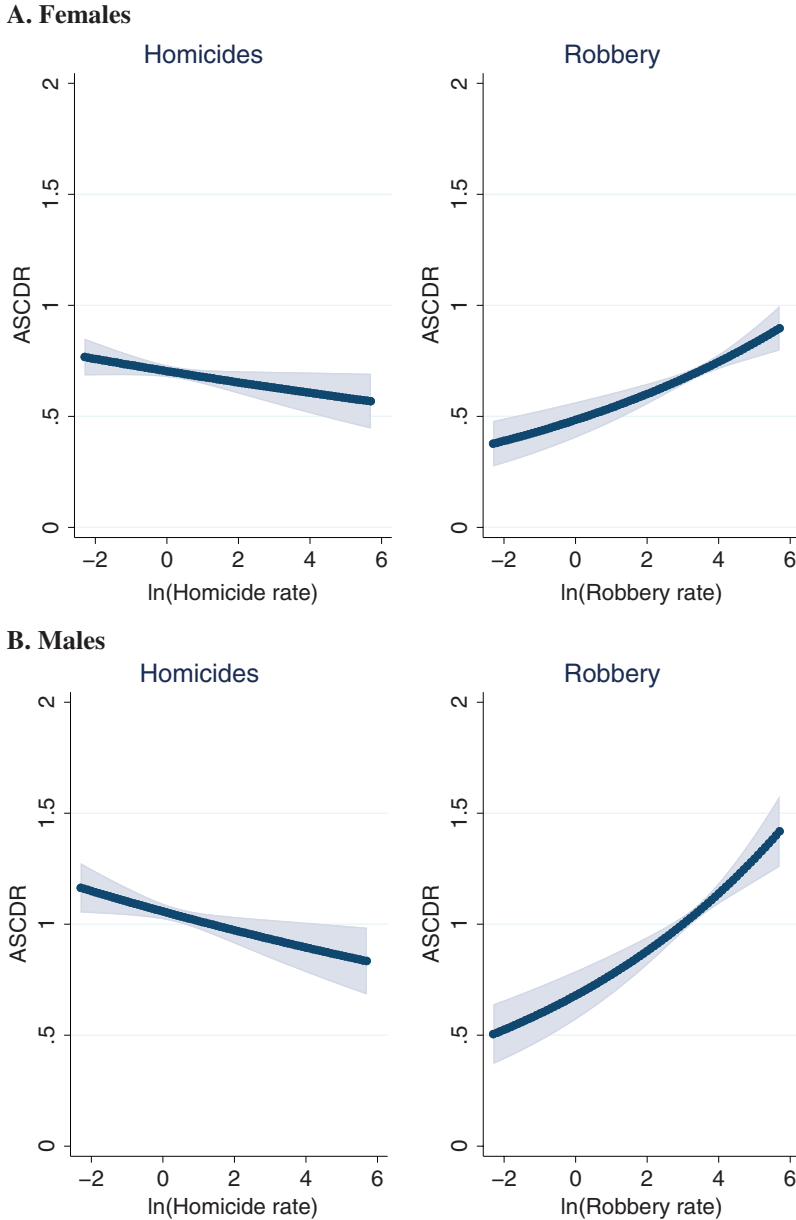 A. Females
Homicides
ASCDR
2
1.5
1
.5
0
−2 0 2 4 6
ln(Homicide rate)
Robbery
ASCDR
2
1.5
1
.5
0
−2 0 2 4 6
ln(Robbery rate)
B. Males
Homicides
ASCDR
2
1.5
1
.5
0
−2 0 2 4 6
ln(Homicide rate)
Robbery
ASCDR
2
1.5
1
.5
0
−2 0 2 4 6
ln(Robbery rate)